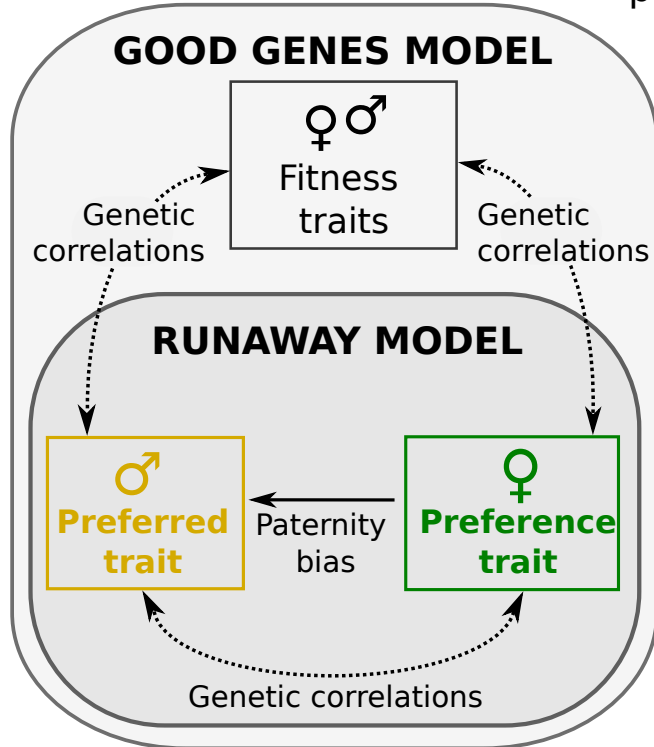 GOOD GENES MODEL
♀♂
Fitness
traits
Genetic
correlations
Genetic
correlations
RUNAWAY MODEL
♂
Preferred
trait
Paternity
bias
♀
Preference
trait
Genetic correlations